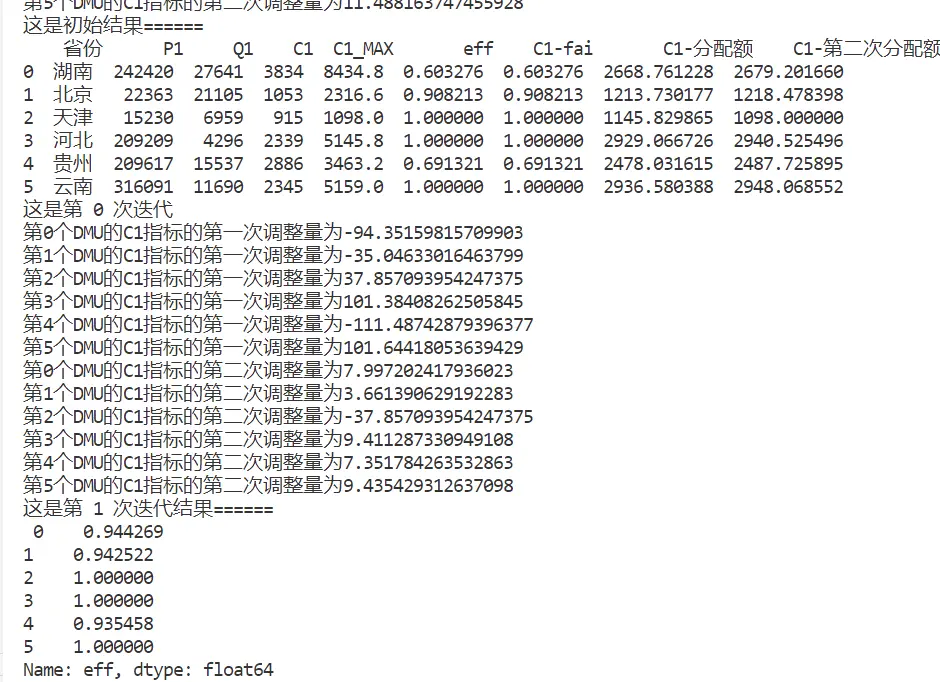 第5个DMU的C1指标的第二次调整量为11.488163747455928
这是初始结果======
省份 P1 Q1 C1 C1_MAX eff C1-fai C1-分配额 C1-第二次分配额
0 湖南 242420 27641 3834 8434.8 0.603276 0.603276 2668.761228 2679.201660
1 北京 22363 21105 1053 2316.6 0.908213 0.908213 1213.730177 1218.478398
2 天津 15230 6959 915 1098.0 1.000000 1.000000 1145.829865 1098.000000
3 河北 209209 4296 2339 5145.8 1.000000 1.000000 2929.066726 2940.525496
4 贵州 209617 15537 2886 3463.2 0.691321 0.691321 2478.031615 2487.725895
5 云南 316091 11690 2345 5159.0 1.000000 1.000000 2936.580388 2948.068552
这是第 0 次迭代
第0个DMU的C1指标的第一次调整量为-94.35159815709903
第1个DMU的C1指标的第一次调整量为-35.04633016463799
第2个DMU的C1指标的第一次调整量为37.857093954247375
第3个DMU的C1指标的第一次调整量为101.38408262505845
第4个DMU的C1指标的第一次调整量为-111.48742879396377
第5个DMU的C1指标的第一次调整量为101.64418053639429
第0个DMU的C1指标的第二次调整量为7.997202417936023
第1个DMU的C1指标的第二次调整量为3.661390629192283
第2个DMU的C1指标的第二次调整量为-37.857093954247375
第3个DMU的C1指标的第二次调整量为9.411287330949108
第4个DMU的C1指标的第二次调整量为7.351784263532863
第5个DMU的C1指标的第二次调整量为9.435429312637098
这是第 1 次迭代结果======
0 0.944269
1 0.942522
2 1.000000
3 1.000000
4 0.935458
5 1.000000
Name: eff, dtype: float64